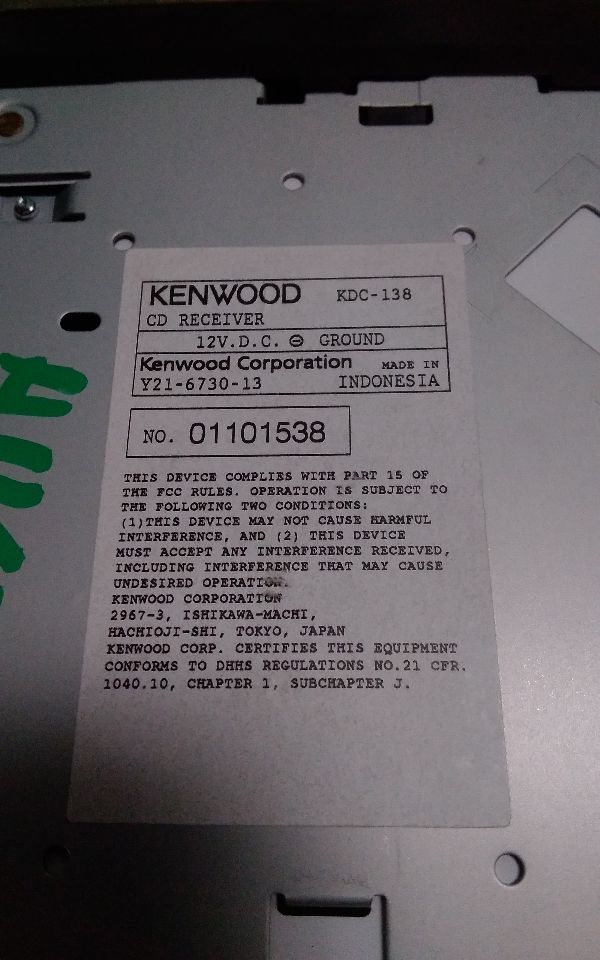 KENWOOD KDC-138
CD RECEIVER
12V.D.C. ⊖ GROUND
Kenwood Corporation MADE IN
Y21-6730-13 INDONESIA
NO. 01101538
THIS DEVICE COMPLIES WITH PART 15 OF
THE FCC RULES. OPERATION IS SUBJECT TO
THE FOLLOWING TWO CONDITIONS:
(1)THIS DEVICE MAY NOT CAUSE HARMFUL
INTERFERENCE, AND (2) THIS DEVICE
MUST ACCEPT ANY INTERFERENCE RECEIVED,
INCLUDING INTERFERENCE THAT MAY CAUSE
UNDESIRED OPERATION.
KENWOOD CORPORATION
2967-3, ISHIKAWA-MACHI,
HACHIOJI-SHI, TOKYO, JAPAN
KENWOOD CORP. CERTIFIES THIS EQUIPMENT
CONFORMS TO DHHS REGULATIONS NO.21 CFR.
1040.10, CHAPTER 1, SUBCHAPTER J.